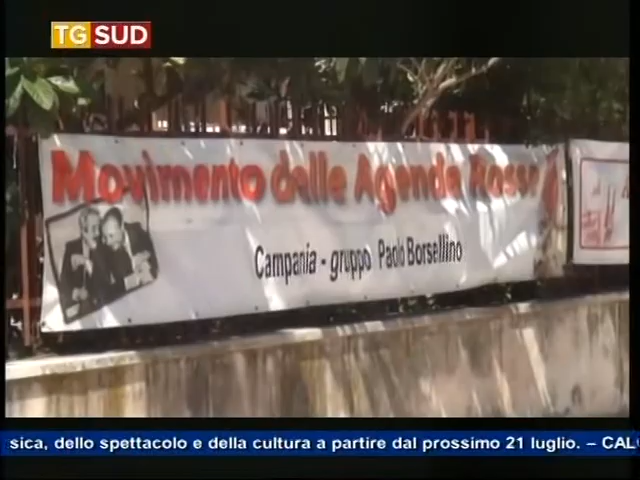 TG SUD
Movimento delle Agende Rosse
Campania - gruppo Paolo Borsellino
sica, dello spettacolo e della cultura a partire dal prossimo 21 luglio. – CALC